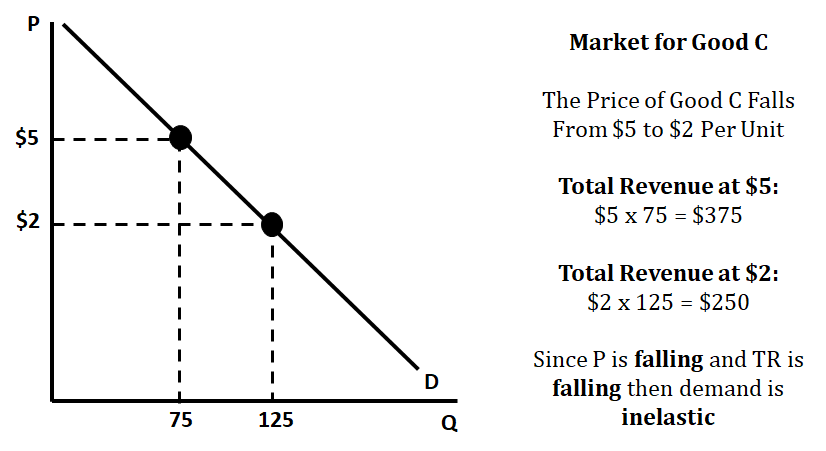 P
$5
$2
75
125
Q
D
Market for Good C
The Price of Good C Falls
From $5 to $2 Per Unit
Total Revenue at $5:
$5 x 75 = $375
Total Revenue at $2:
$2 x 125 = $250
Since P is falling and TR is
falling then demand is
inelastic